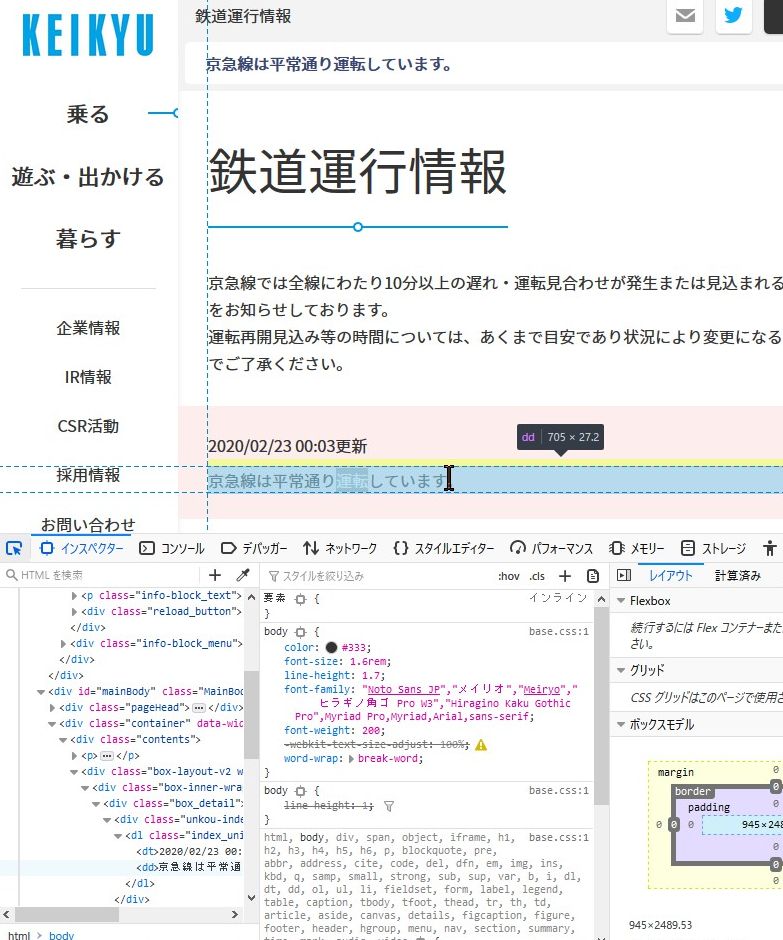 KEIKYU
乗る
遊ぶ・出かける
暮らす
企業情報
IR情報
CSR活動
採用情報
お問い合わせ
鉄道運行情報
京急線は平常通り運転しています。
鉄道運行情報
京急線では全線にわたり10分以上の遅れ・運転見合わせが発生または見込まれる
をお知らせしております。
運転再開見込み等の時間については、あくまで目安であり状況により変更になる
でご了承ください。
dd 705 × 27.2
2020/02/23 00:03更新
京急線は平常通り運転しています
インスペクター コンソール デバッガー ネットワーク {} スタイルエディター パフォーマンス メモリー ストレージ
HTML を検索
<p class="info-block_text">
<div class="reload_button">
</div>
<div class="info-block_menu">
</div>
</div>
<div id="mainBody" class="MainBod
<div class="pageHead"> </div>
<div class="container" data-wid
<div class="contents">
<p> </p>
<div class="box-layout-v2 w
<div class="box-inner-wra
<div class="box_detail">
<div class="unkou-inde
<dl class="index_uni
<dt>2020/02/23 00:
<dd>京急線は平常通
</dl>
</div>
html > body
スタイルを絞り込み :hov .cls +
要素 { インライン
}
body { base.css:1
color: #333;
font-size: 1.6rem;
line-height: 1.7;
font-family: "Noto Sans JP","メイリオ","Meiryo","
ヒラギノ角ゴ Pro W3","Hiragino Kaku Gothic
Pro",Myriad Pro,Myriad,Arial,sans-serif;
font-weight: 200;
-webkit-text-size-adjust: 100%;
word-wrap: break-word;
}
body { base.css:1
line-height: 1;
}
html, body, div, span, object, iframe, h1, base.css:1
h2, h3, h4, h5, h6, p, blockquote, pre,
abbr, address, cite, code, del, dfn, em, img, ins,
kbd, q, samp, small, strong, sub, sup, var, b, i, dl,
dt, dd, ol, ul, li, fieldset, form, label, legend,
table, caption, tbody, tfoot, thead, tr, th, td,
article, aside, canvas, details, figcaption, figure,
footer, header, hgroup, menu, nav, section, summary,
time, mark, audio, video {
レイアウト 計算済み
Flexbox
続行するには Flex コンテナーまた
さい。
グリッド
CSS グリッドはこのページで使用さ
ボックスモデル
margin 0
border 0
padding 0
0 0 0 945×248
0
0
0
945×2489.53